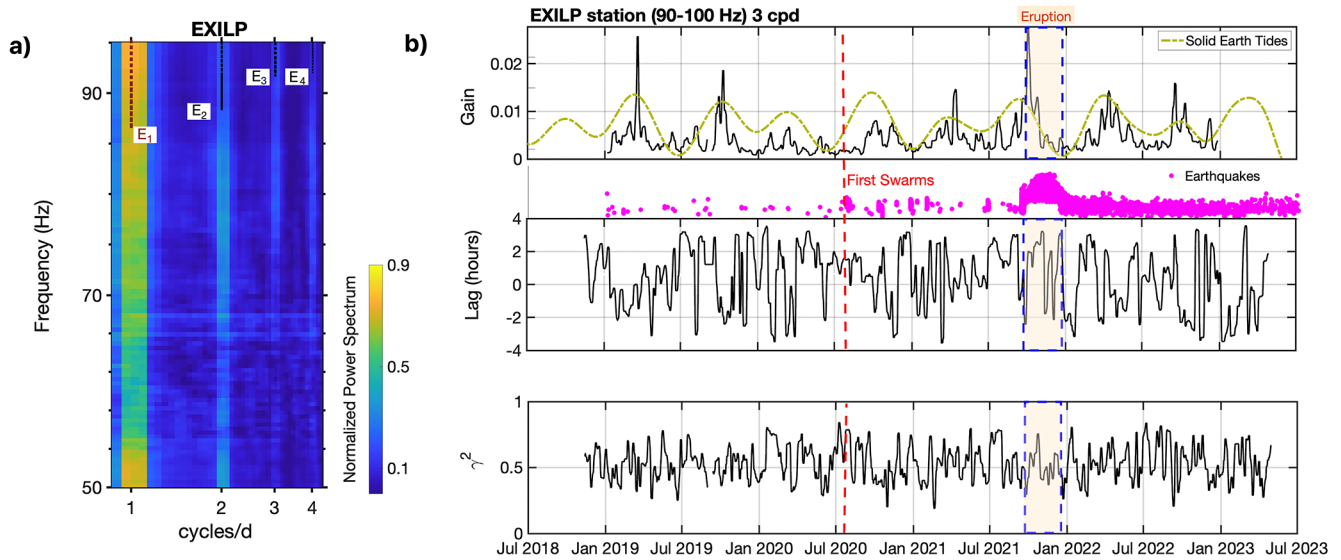 a)
EXILP
90
70
50
Frequency (Hz)
E1
E2
E3
E4
1
2
3
4
cycles/d
0.9
0.5
0.1
Normalized Power Spectrum
b)
EXILP station (90-100 Hz) 3 cpd
Eruption
Solid Earth Tides
0.02
0.01
0
Gain
First Swarms
Earthquakes
4
2
0
-2
-4
Lag (hours)
1
0.5
0
γ2
Jul 2018
Jan 2019
Jul 2019
Jan 2020
Jul 2020
Jan 2021
Jul 2021
Jan 2022
Jul 2022
Jan 2023
Jul 2023